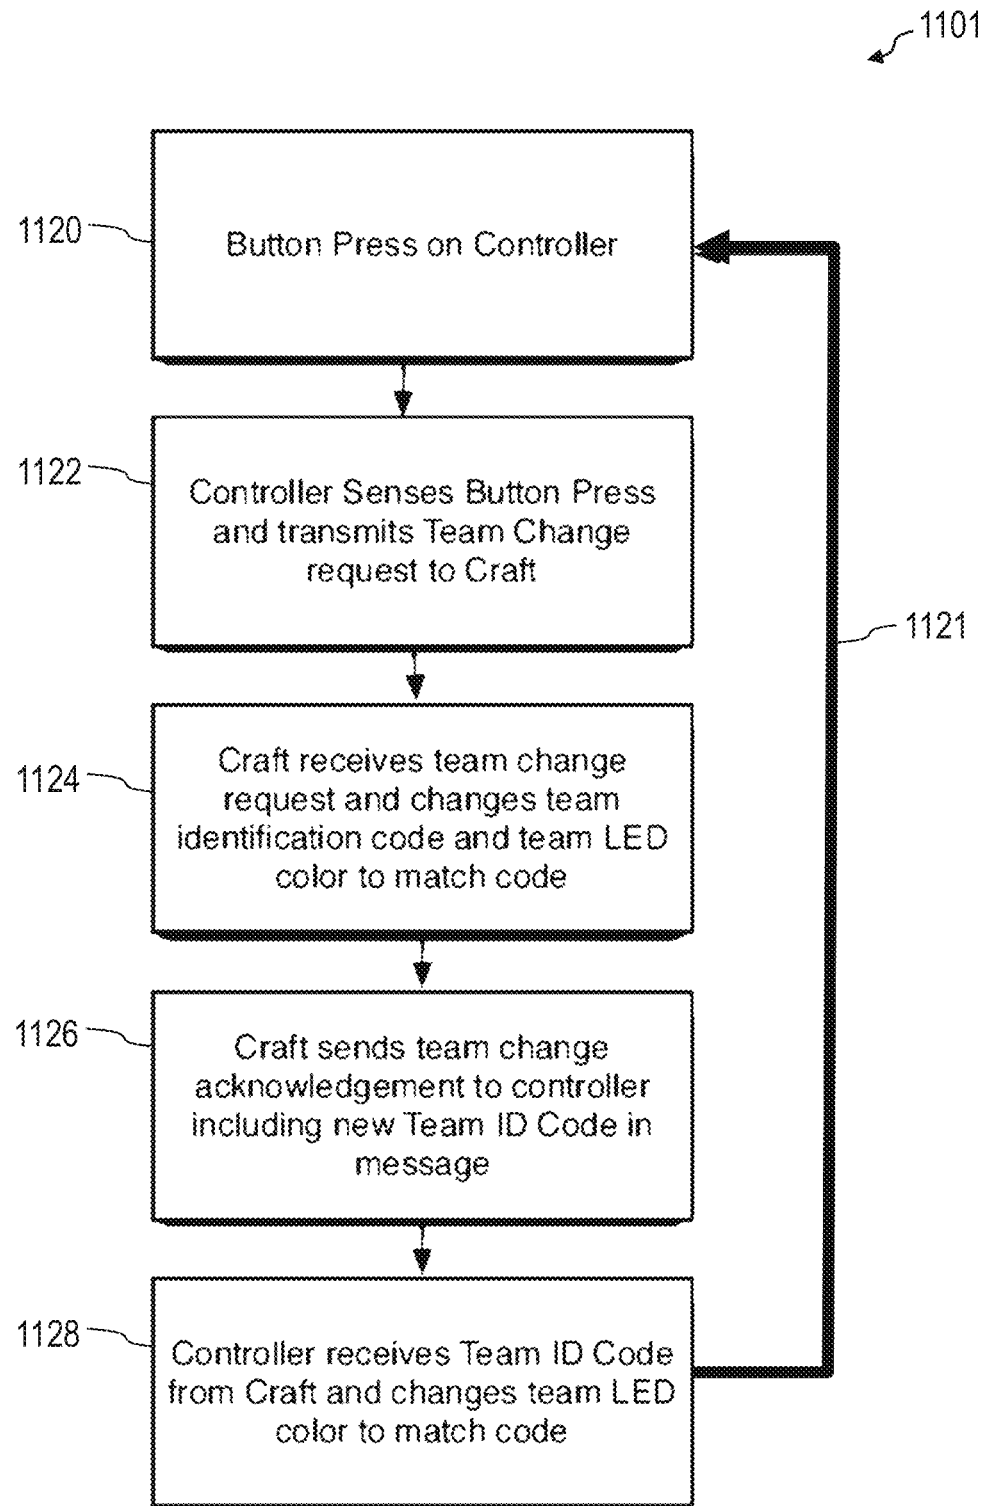 1101
1120
Button Press on Controller
1122
Controller Senses Button Press
and transmits Team Change
request to Craft
1121
1124
Craft receives team change
request and changes team
identification code and team LED
color to match code
1126
Craft sends team change
acknowledgement to controller
including new Team ID Code in
message
1128
Controller receives Team ID Code
from Craft and changes team LED
color to match code